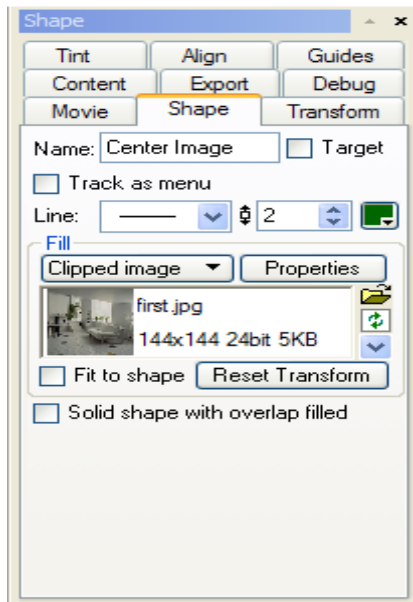 Shape
Tint Align Guides
Content Export Debug
Movie Shape Transform
Name: Center Image Target
Track as menu
Line: 2
Fill
Clipped image Properties
first.jpg
144x144 24bit 5KB
Fit to shape Reset Transform
Solid shape with overlap filled